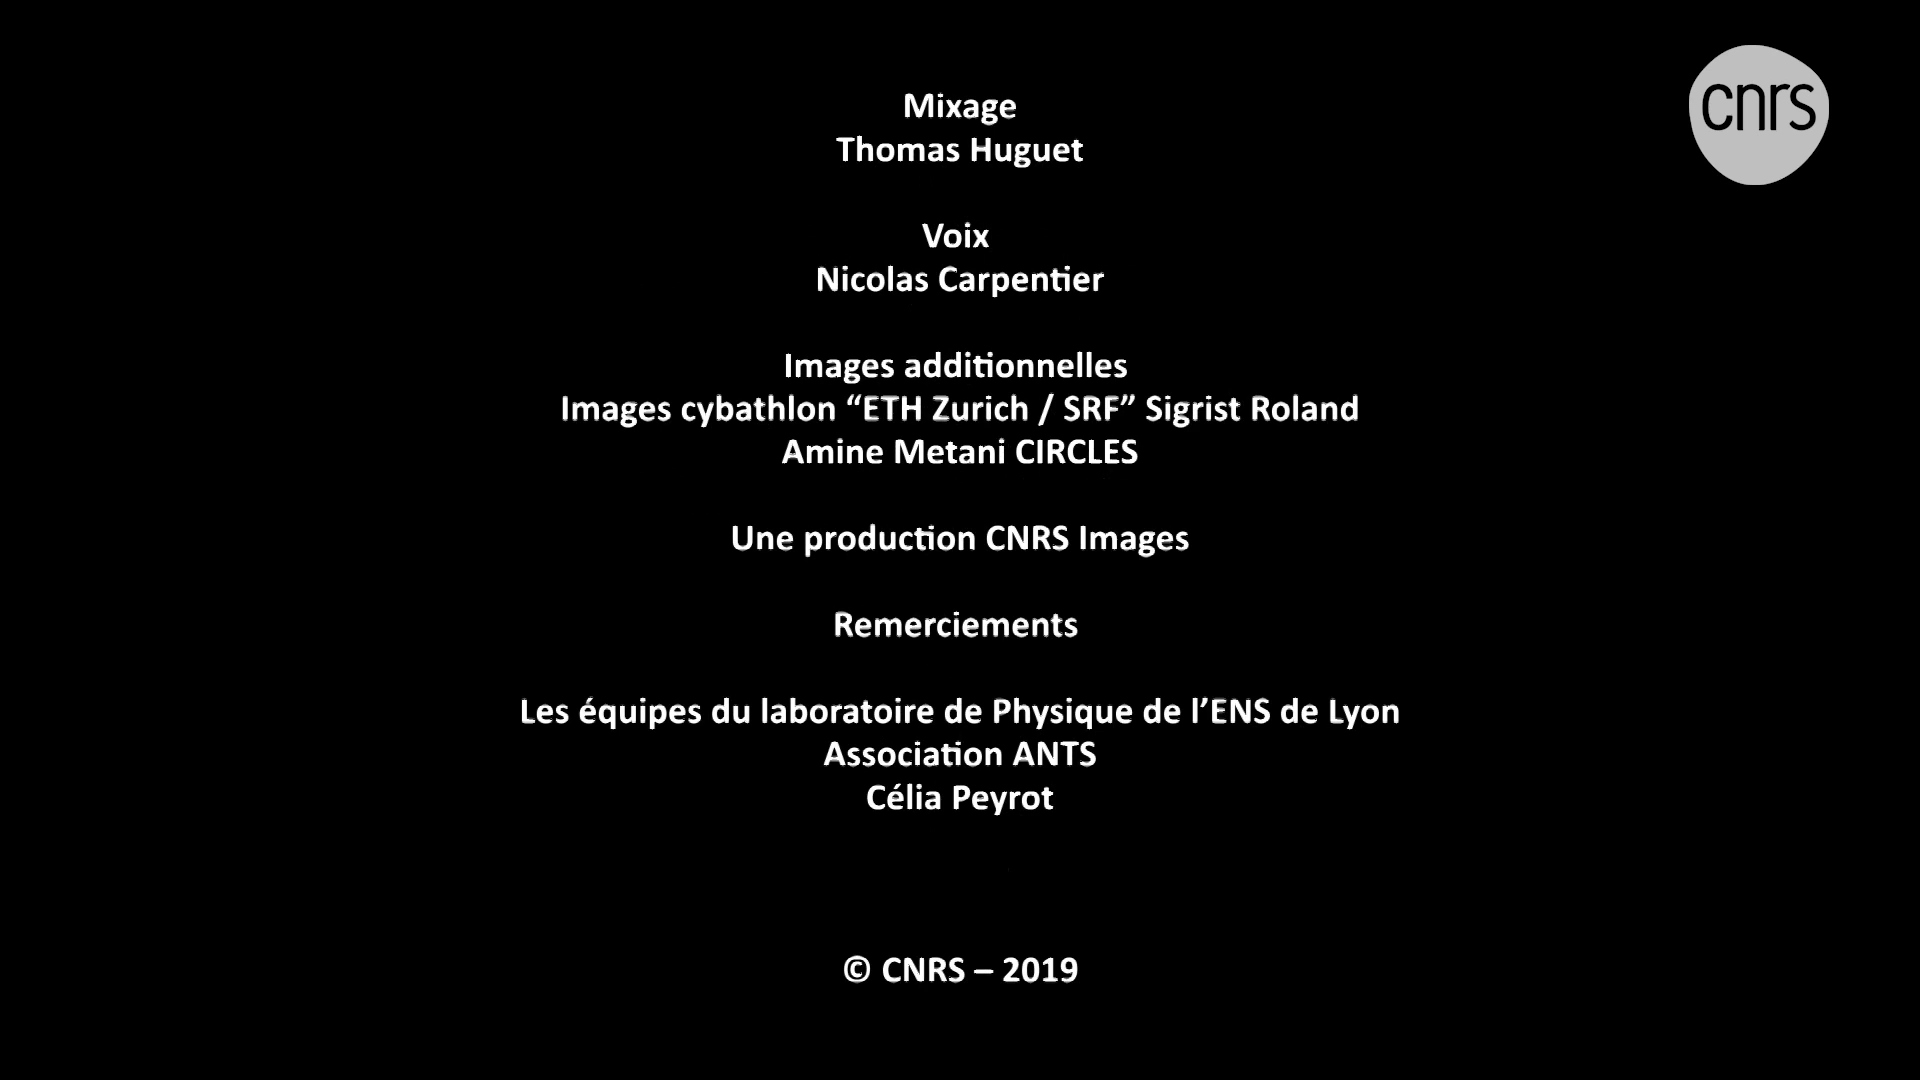 cnrs
Mixage
Thomas Huguet
Voix
Nicolas Carpentier
Images additionnelles
Images cybathlon “ETH Zurich / SRF” Sigrist Roland
Amine Metani CIRCLES
Une production CNRS Images
Remerciements
Les équipes du laboratoire de Physique de l’ENS de Lyon
Association ANTS
Célia Peyrot
© CNRS – 2019